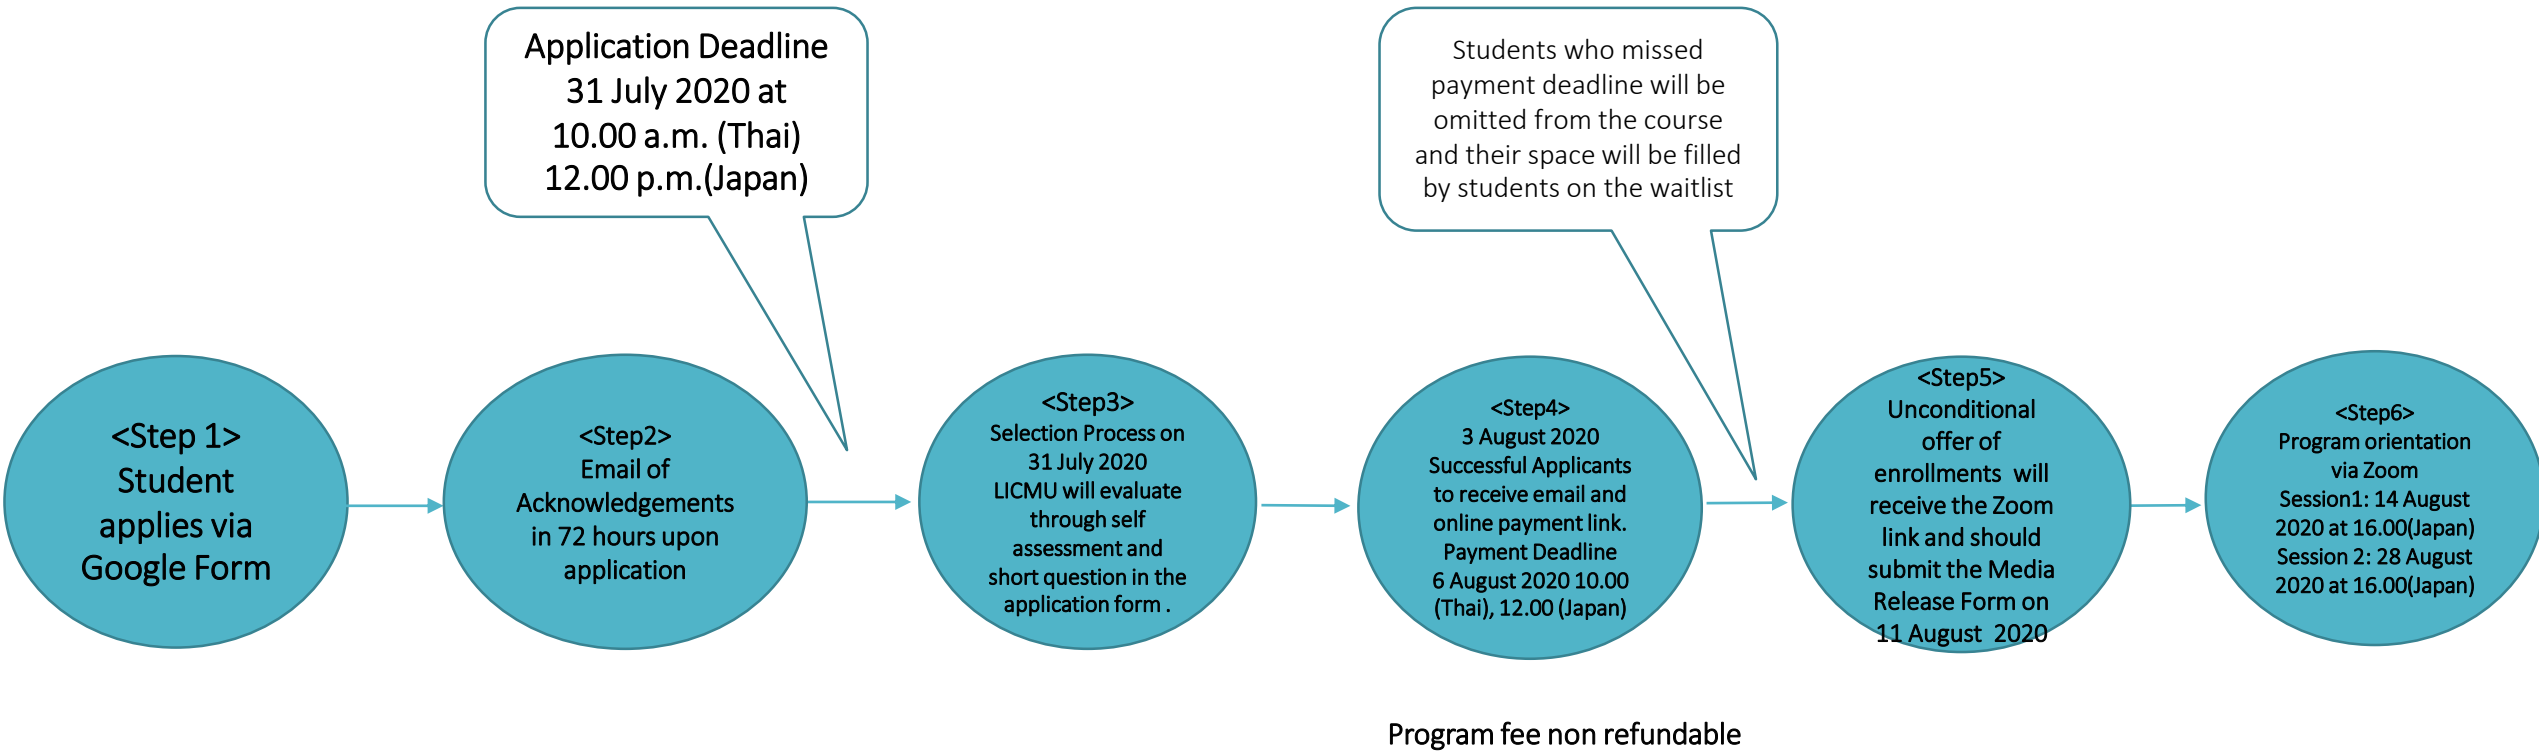 Application Deadline
31 July 2020 at
10.00 a.m. (Thai)
12.00 p.m.(Japan)
Students who missed
payment deadline will be
omitted from the course
and their space will be filled
by students on the waitlist
<Step 1>
Student
applies via
Google Form
<Step2>
Email of
Acknowledgements
in 72 hours upon
application
<Step3>
Selection Process on
31 July 2020
LICMU will evaluate
through self
assessment and
short question in the
application form .
<Step4>
3 August 2020
Successful Applicants
to receive email and
online payment link.
Payment Deadline
6 August 2020 10.00
(Thai), 12.00 (Japan)
<Step5>
Unconditional
offer of
enrollments  will
receive the Zoom
link and should
submit the Media
Release Form on
11 August  2020
<Step6>
Program orientation
via Zoom
Session1: 14 August
2020 at 16.00(Japan)
Session 2: 28 August
2020 at 16.00(Japan)
Program fee non refundable